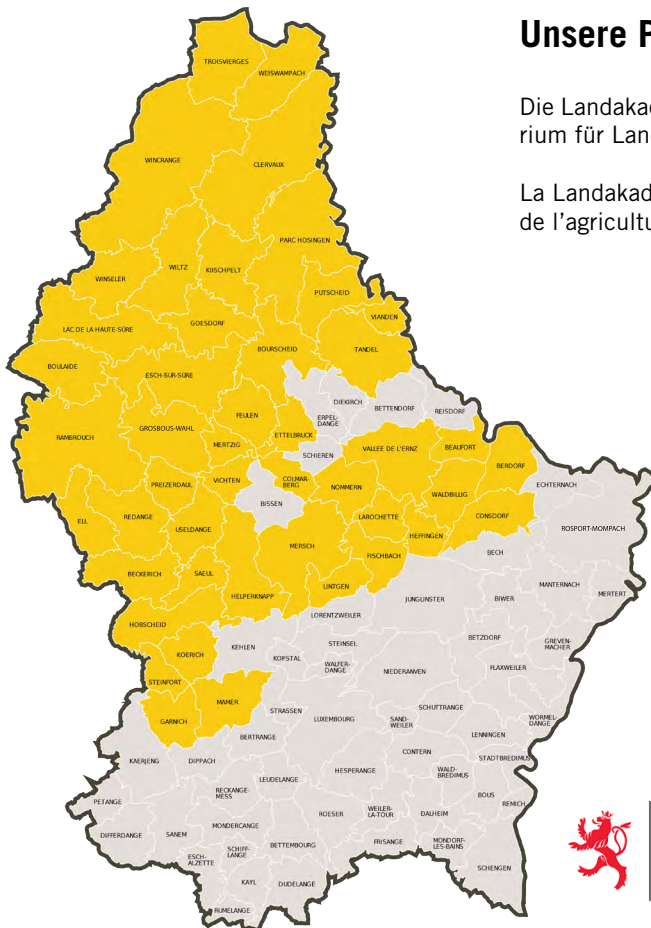 Unsere P
Die Landakad
rium für Lan
La Landakad
de l'agricultu
TROISVIERGES
WEISWAMPACH
WINCRANGE
CLERVAUX
PARC HOSINGEN
WINSELER
WILTZ
KIISCHPELT
PUTSCHEID
VIANDEN
LAC DE LA HAUTE-SÛRE
GOESDORF
BOURSCHEID
TANDEL
BOULAIDE
ESCH-SUR-SÛRE
DIEKIRCH
BETTENDORF
REISDORF
ERPEL-
DANGE
FEULEN
RAMBROUCH
GROSBOUS-WAHL
MERTZIG
ETTELBRUCK
SCHIEREN
VALLEE DE L'ERNZ
BEAUFORT
BERDORF
PREIZERDAUL
VICHTEN
COLMAR-
BERG
NOMMERN
WALDBILLIG
ECHTERNACH
BISSEN
ELL
REDANGE
USELDANGE
LAROCHETTE
CONSDORF
ROSPORT-MOMPACH
HEFFINGEN
MERSCH
FISCHBACH
BECH
BECKERICH
SAEUL
LINTGEN
MANTERNACH
MERTERT
HELPERKNAPP
JUNGLINSTER
BIWER
HOBSCHEID
LORENTZWEILER
KOERICH
KEHLEN
STEINSEL
BETZDORF
GREVEN-
MACHER
KOPSTAL
WALFER-
DANGE
NIEDERANVEN
FLAXWEILER
STEINFORT
MAMER
GARNICH
STRASSEN
LUXEMBOURG
SAND-
WEILER
SCHUTTRANGE
WORMEL-
DANGE
BERTRANGE
LENNINGEN
KAERJENG
DIPPACH
CONTERN
STADTBREDIMUS
LEUDELANGE
HESPERANGE
WALD-
BREDIMUS
RECKANGE-
MESS
BOUS
REMICH
PETANGE
ROESER
WEILER-
LA-TOUR
DALHEIM
MONDERCANGE
DIFFERDANGE
SANEM
BETTEMBOURG
FRISANGE
MONDORF-
LES-BAINS
SCHIFF-
LANGE
ESCH-
ALZETTE
SCHENGEN
KAYL
DUDELANGE
RUMELANGE